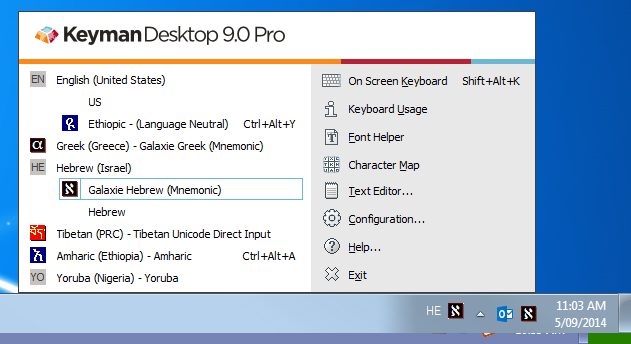 Keyman Desktop 9.0 Pro
EN English (United States)
US
Ethiopic - (Language Neutral) Ctrl+Alt+Y
α Greek (Greece) - Galaxie Greek (Mnemonic)
HE Hebrew (Israel)
א Galaxie Hebrew (Mnemonic)
Hebrew
Tibetan (PRC) - Tibetan Unicode Direct Input
Amharic (Ethiopia) - Amharic Ctrl+Alt+A
YO Yoruba (Nigeria) - Yoruba
On Screen Keyboard Shift+Alt+K
Keyboard Usage
Font Helper
Character Map
Text Editor...
Configuration...
Help...
Exit
HE א א 11:03 AM
5/09/2014